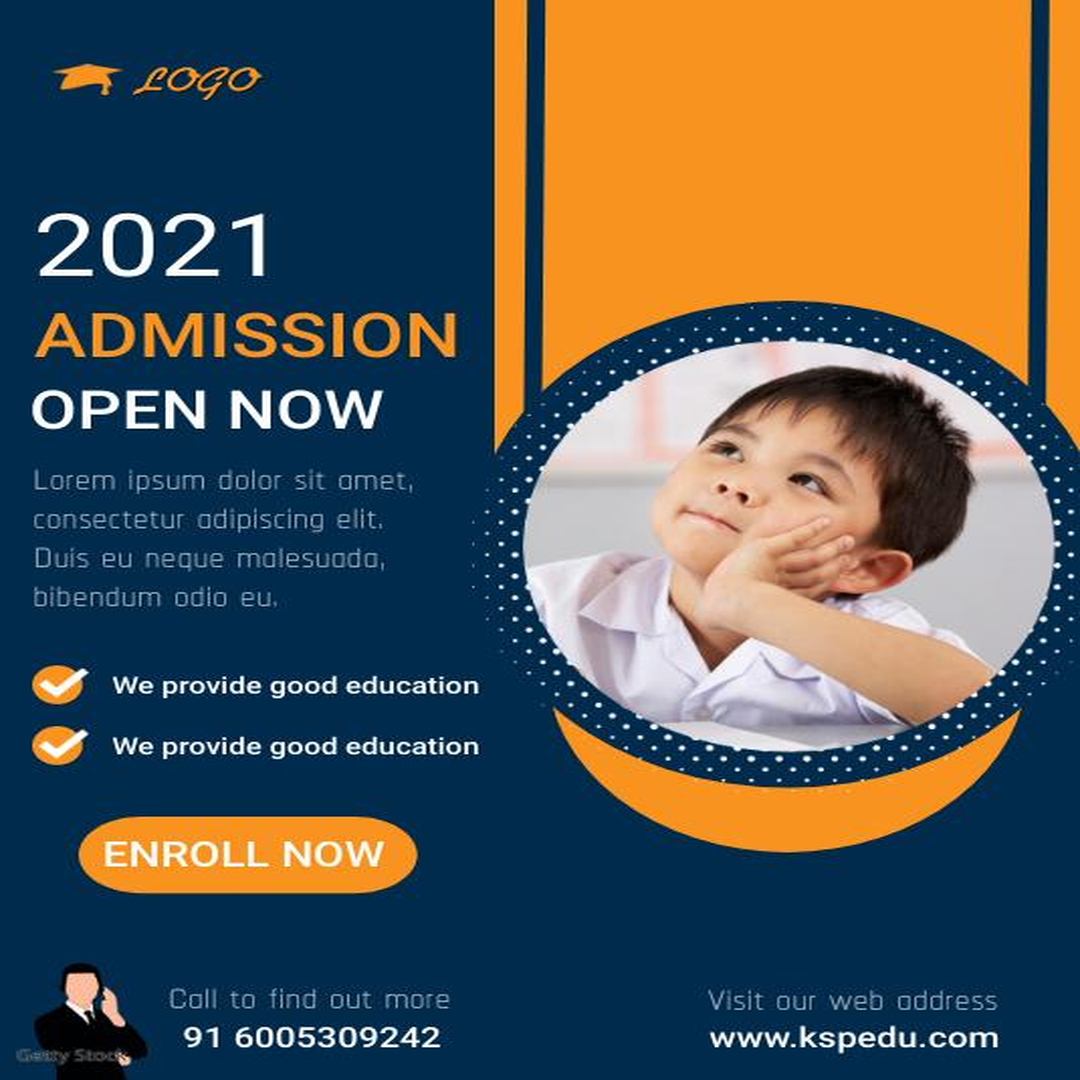 LOGO
2021
ADMISSION
OPEN NOW
Lorem ipsum dolor sit amet,
consectetur adipiscing elit.
Duis eu neque malesuada,
bibendum odio eu.
We provide good education
We provide good education
ENROLL NOW
Call to find out more
91 6005309242
Visit our web address
www.kspedu.com
Getty Stock